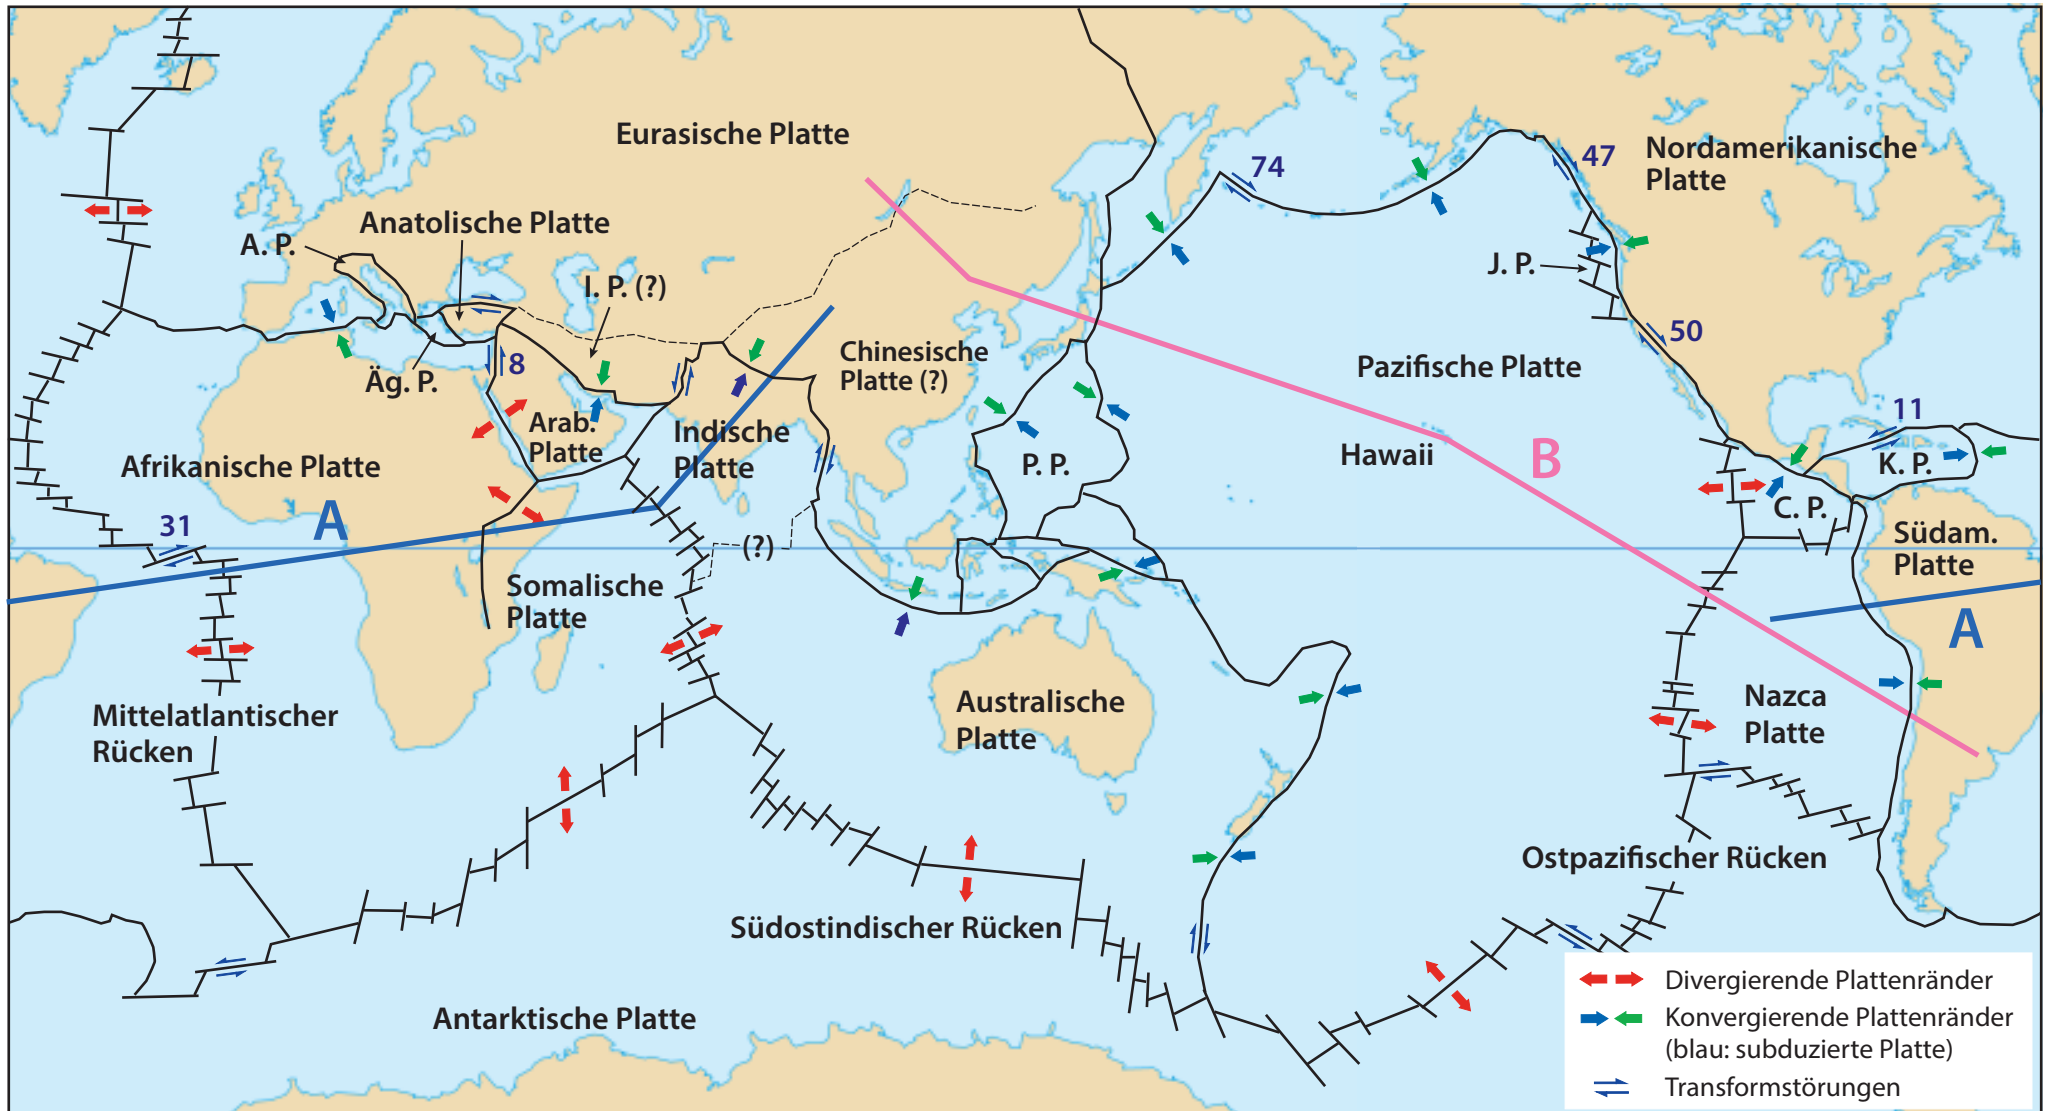 Eurasische Platte
74
47
Nordamerikanische
Platte
Anatolische Platte
A. P.
I. P. (?)
J. P.
50
8
Äg. P.
Chinesische
Platte (?)
Pazifische Platte
11
Arab.
Platte
Indische
Platte
Afrikanische Platte
P. P.
Hawaii
B
K. P.
C. P.
A
31
(?)
Südam.
Platte
Somalische
Platte
A
Mittelatlantischer
Rücken
Australische
Platte
Nazca
Platte
Ostpazifischer Rücken
Südostindischer Rücken
Antarktische Platte
Divergierende Plattenränder
Konvergierende Plattenränder
(blau: subduzierte Platte)
Transformstörungen